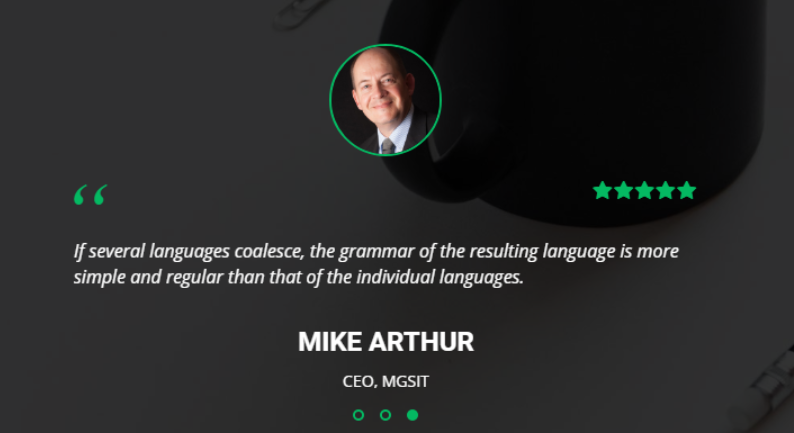 “
If several languages coalesce, the grammar of the resulting language is more
simple and regular than that of the individual languages.
MIKE ARTHUR
CEO, MGSIT